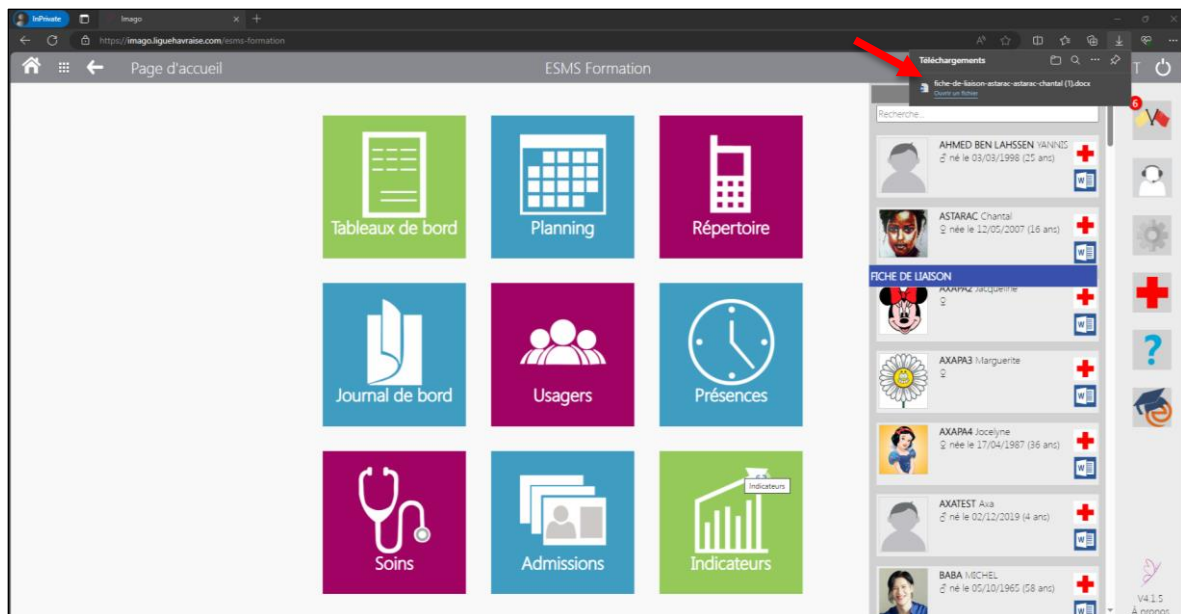 InPrivate
Imago
https://imago.liguehavraise.com/esms-formation
Page d'accueil
ESMS Formation
Téléchargements
fiche-de-liaison-astarac-astarac-chantal (1).docx
Ouvrir un fichier
T
6
Recherche...
AHMED BEN LAHSSEN YANNIS
né le 03/03/1998 (25 ans)
ASTARAC Chantal
née le 12/05/2007 (16 ans)
FICHE DE LIAISON
AXAPA2 Jacqueline
AXAPA3 Marguerite
AXAPA4 Jocelyne
née le 17/04/1987 (36 ans)
AXATEST Axa
né le 02/12/2019 (4 ans)
BABA MICHEL
né le 05/10/1965 (58 ans)
Tableaux de bord
Planning
Répertoire
Journal de bord
Usagers
Présences
Soins
Admissions
Indicateurs
Indicateurs
V4.1.5
À propos